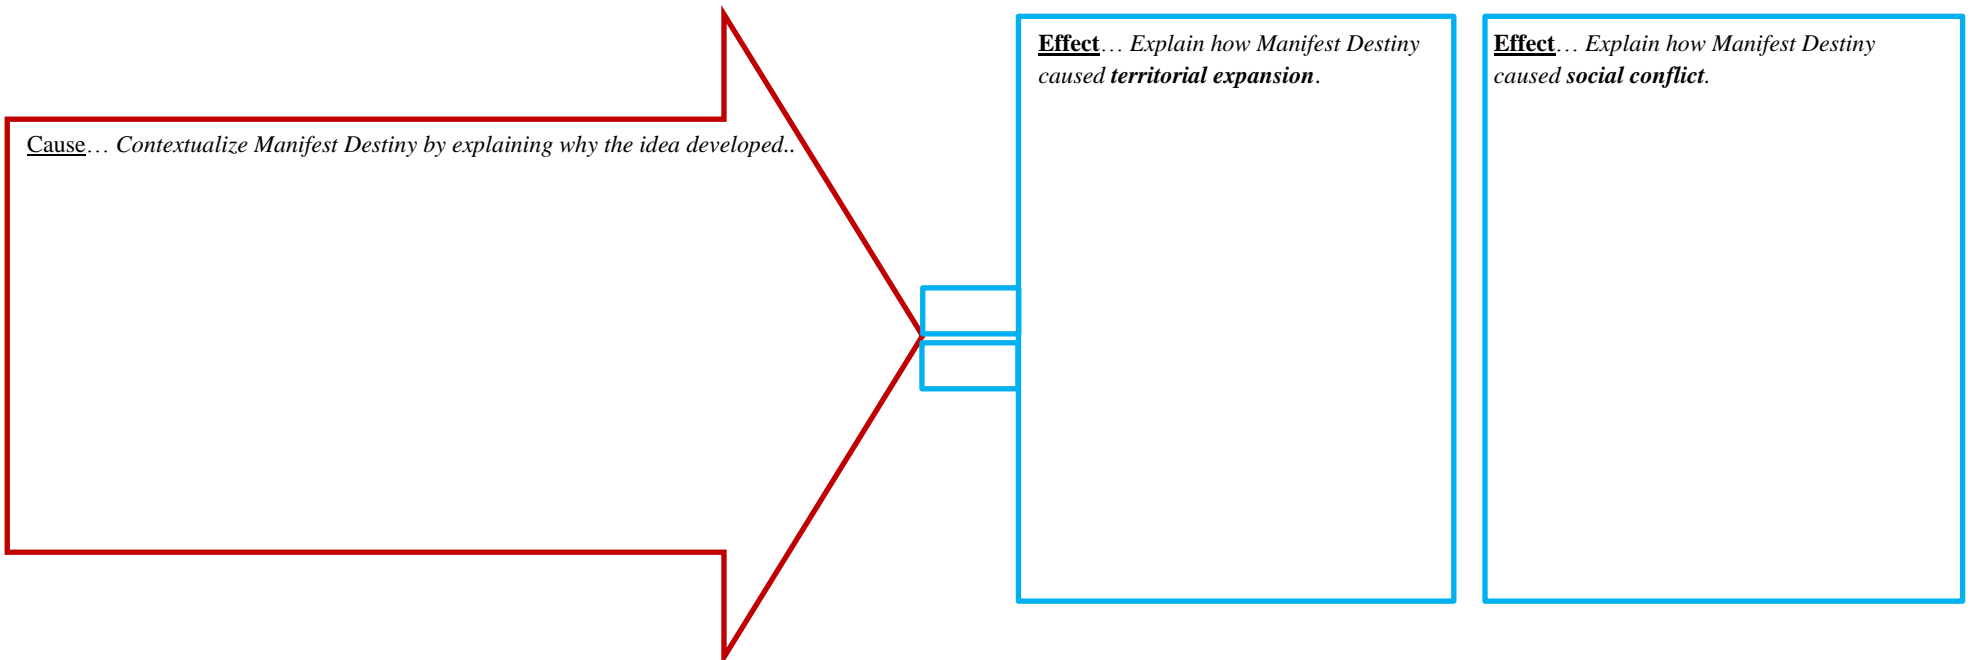 Cause… Contextualize Manifest Destiny by explaining why the idea developed..
Effect… Explain how Manifest Destiny
caused territorial expansion.
Effect… Explain how Manifest Destiny
caused social conflict.